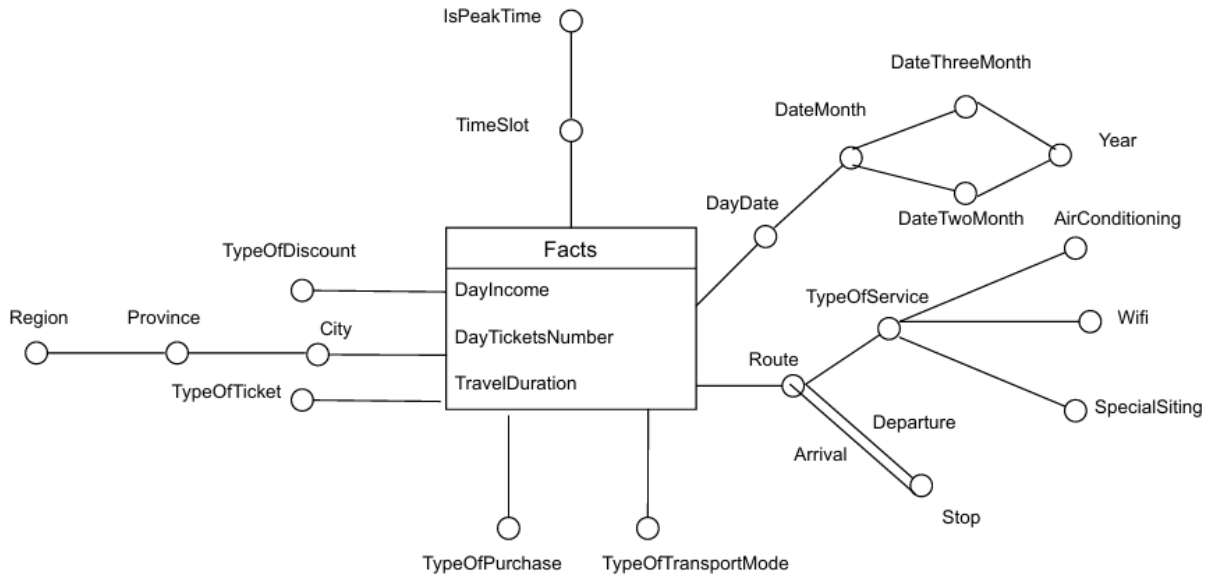 IsPeakTime
DateThreeMonth
DateMonth
TimeSlot
Year
DayDate
DateTwoMonth
AirConditioning
TypeOfDiscount
Facts
DayIncome
TypeOfService
Region
Province
City
DayTicketsNumber
Wifi
Route
TypeOfTicket
TravelDuration
SpecialSiting
Departure
Arrival
Stop
TypeOfPurchase
TypeOfTransportMode